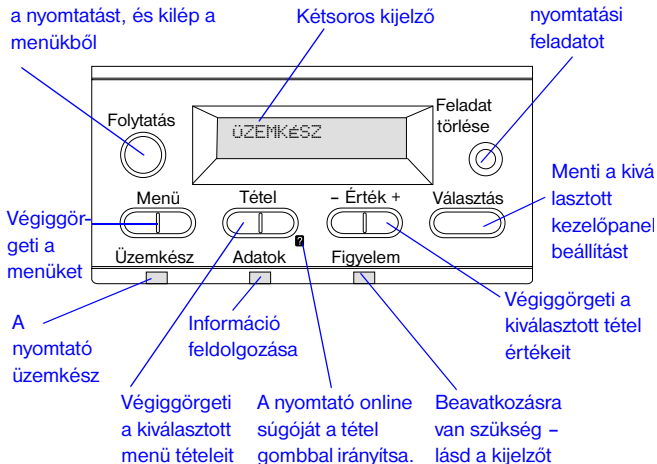 a nyomtatást, és kilép a
menükből
Kétsoros kijelző
nyomtatási
feladatot
Folytatás
ÜZEMKéSZ
Feladat
törlése
Menü
Tétel
– Érték +
Választás
Menti a kivá
lasztott
kezelőpanel
beállítást
Végiggör-
geti a
menüket
Üzemkész
Adatok
?
Figyelem
A
nyomtató
üzemkész
Információ
feldolgozása
Végiggörgeti a
kiválasztott tétel
értékeit
Végiggörgeti
a kiválasztott
menü tételeit
A nyomtató online
súgóját a tétel
gombbal irányítsa.
Beavatkozásra
van szükség –
lásd a kijelzőt